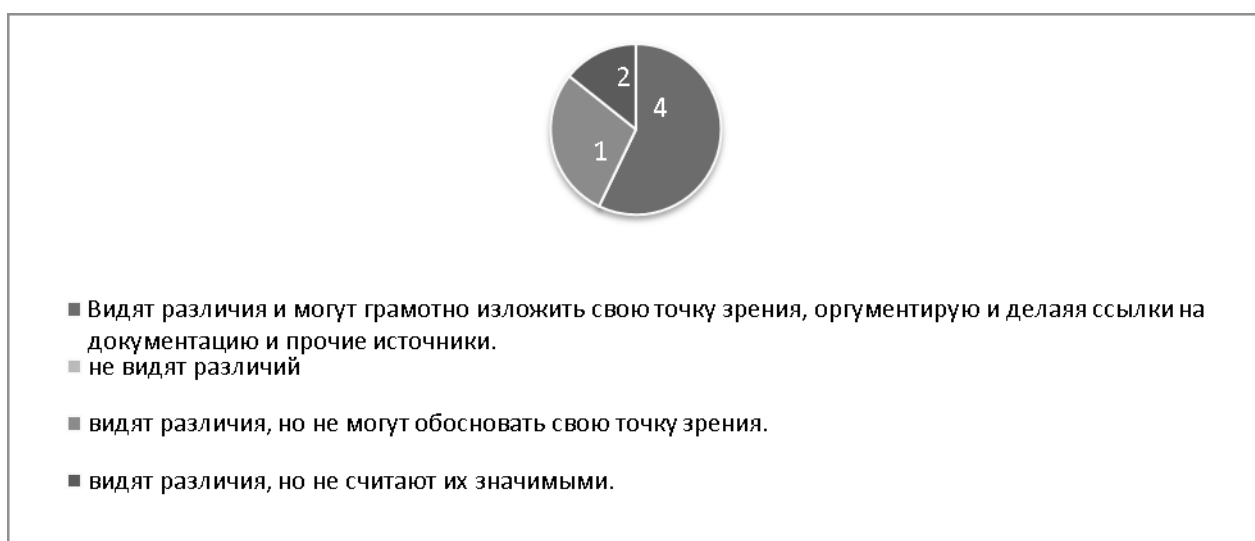 2
4
1
Видят различия и могут грамотно изложить свою точку зрения, оргументирую и делаяя ссылки на
документацию и прочие источники.
не видят различий
видят различия, но не могут обосновать свою точку зрения.
видят различия, но не считают их значимыми.